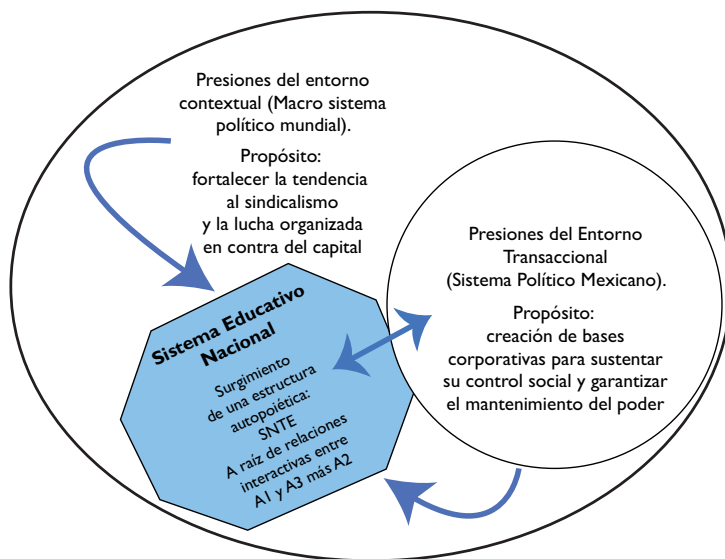 Presiones del entorno
contextual (Macro sistema
político mundial).
Propósito:
fortalecer la tendencia
al sindicalismo
y la lucha organizada
en contra del capital
Presiones del Entorno
Transaccional
(Sistema Político Mexicano).
Propósito:
creación de bases
corporativas para sustentar
su control social y garantizar
el mantenimiento del poder
Sistema Educativo
Nacional
Surgimiento
de una estructura
autopoiética:
SNTE
A raíz de relaciones
interactivas entre
A1 y A3 más A2